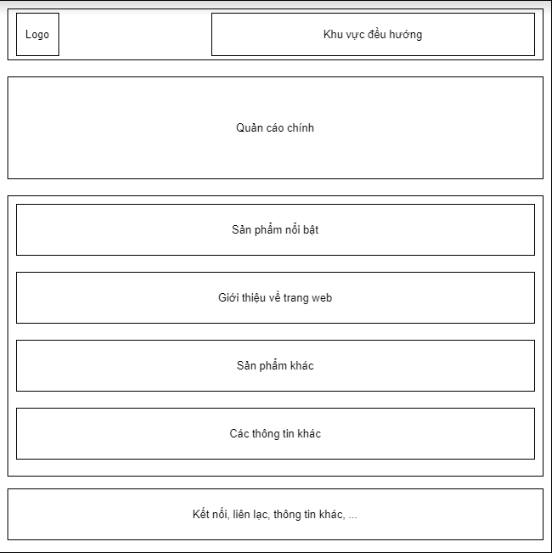 Logo
Khu vực đều hướng
Quản cáo chính
Sản phẩm nổi bật
Giới thiệu về trang web
Sản phẩm khác
Các thông tin khác
Kết nối, liên lạc, thông tin khác, ...